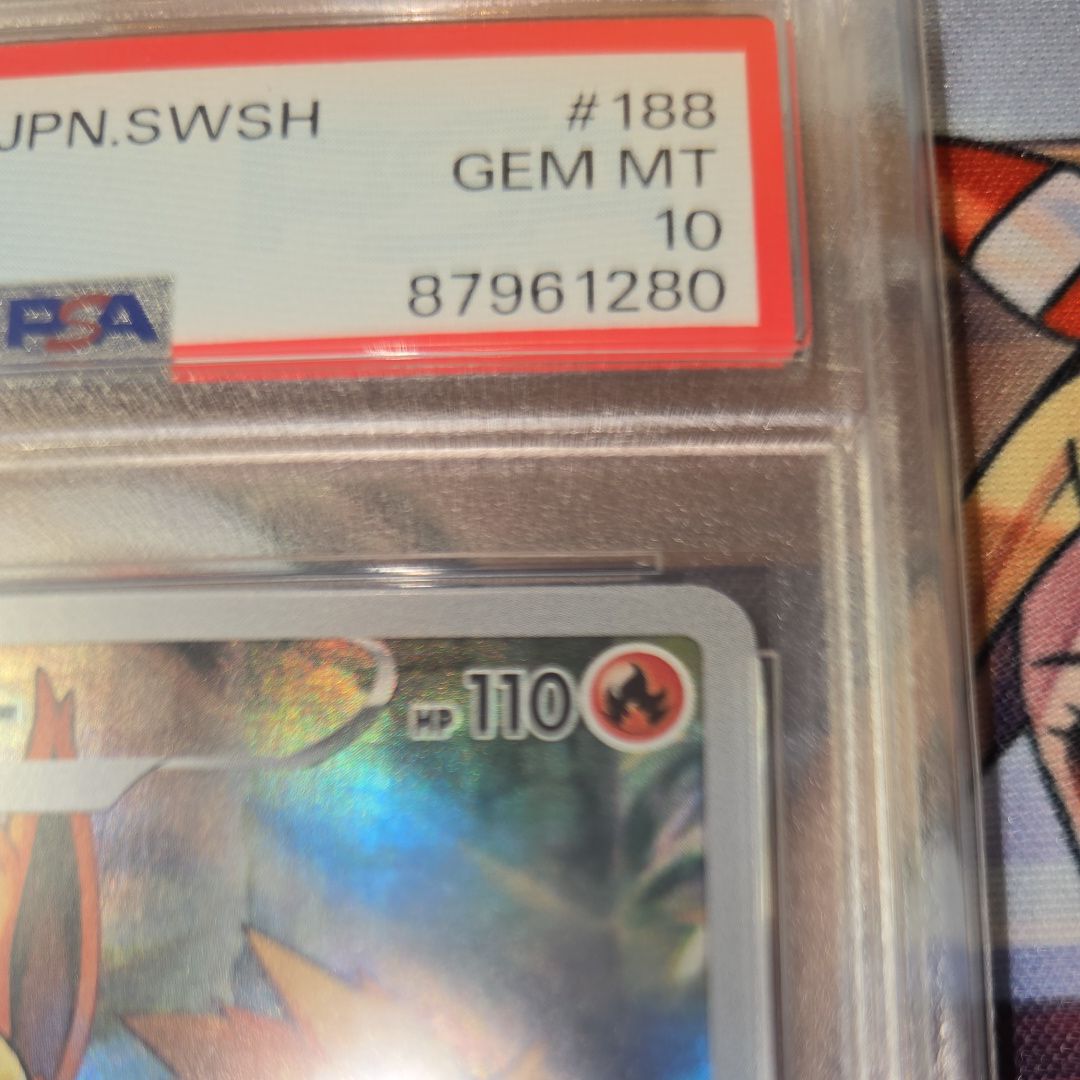 JPN.SWSH #188
GEM MT
10
87961280
PSA
HP 110